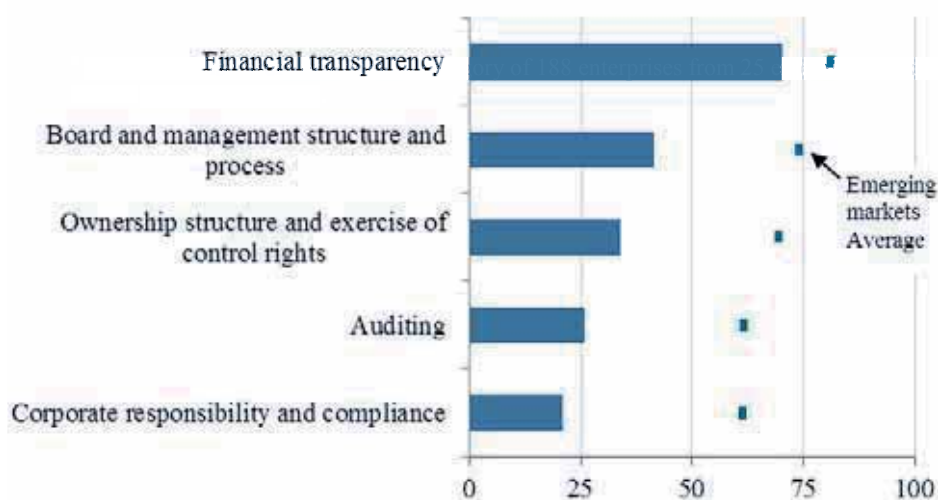 Financial transparency
Board and management structure and
process
Ownership structure and exercise of
control rights
Auditing
Corporate responsibility and compliance
Emerging
markets
Average
0 25 50 75 100